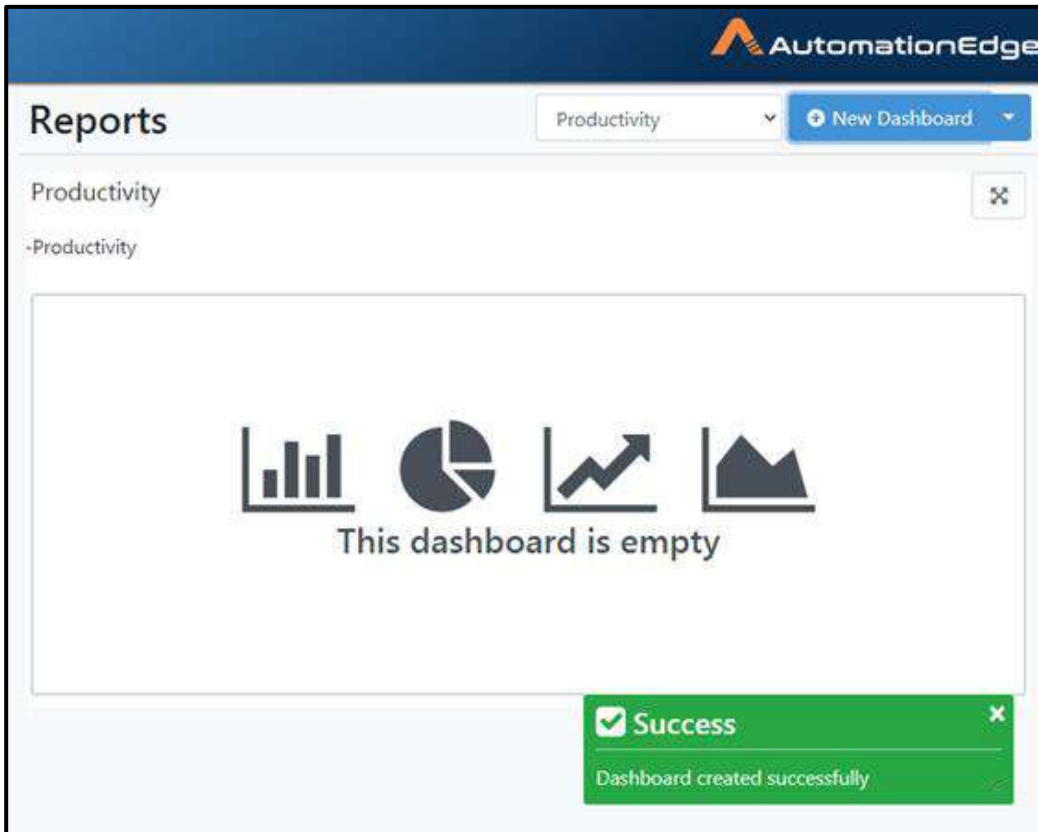 AutomationEdge
Reports
Productivity
New Dashboard
Productivity
-Productivity
This dashboard is empty
Success
Dashboard created successfully